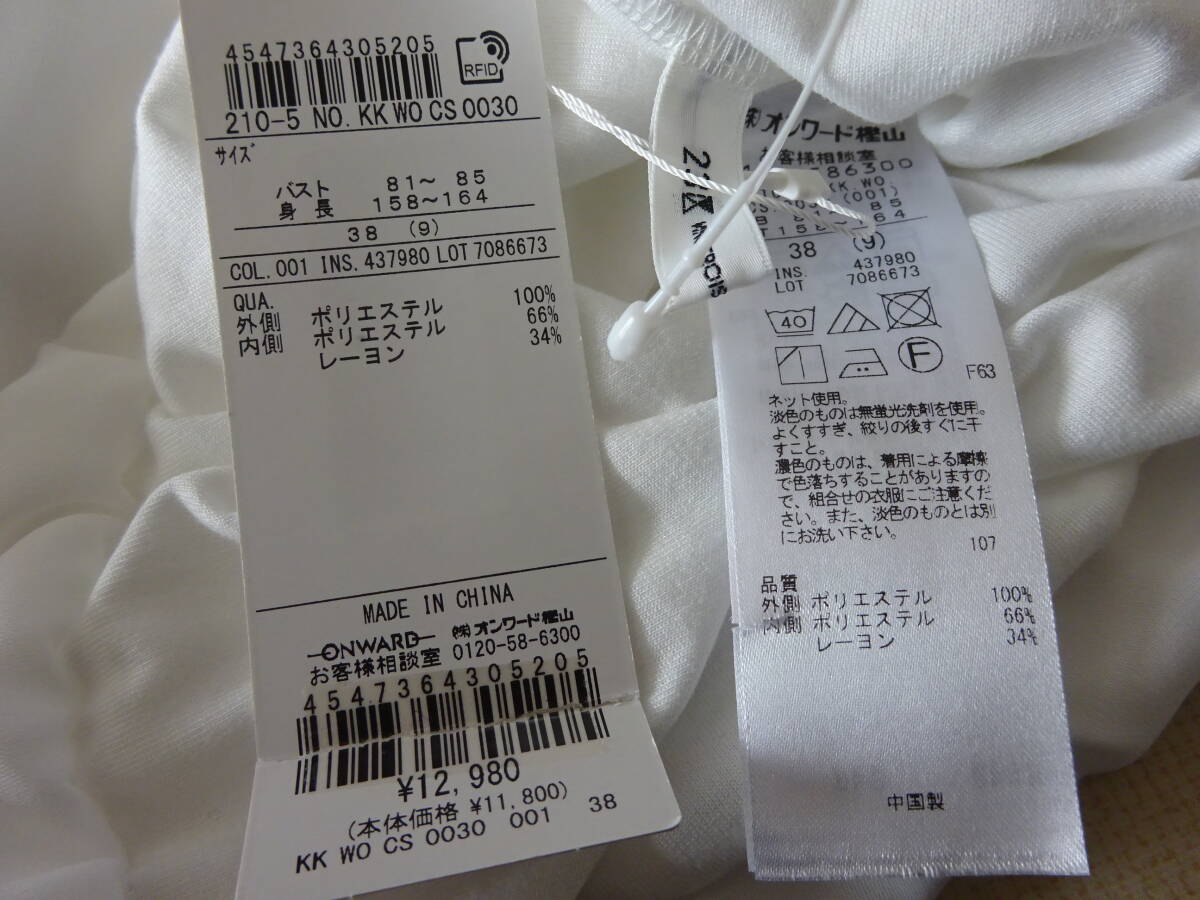 4547364305205
RFID
210-5 NO. KK WO CS 0030
サイズ
バスト 81～ 85
身長 158～164
38 (9)
COL. 001 INS. 437980 LOT 7086673
QUA.
外側 ポリエステル 100%
内側 ポリエステル 66%
レーヨン 34%
MADE IN CHINA
ONWARD ㈱オンワード樫山
お客様相談室 0120-58-6300
4547364305205
¥12,980
(本体価格 ¥11,800)
KK WO CS 0030 001 38
23区
㈱オンワード樫山
お客様相談室
86300
KK WO
(001)
85
T 158 164
38 (9)
INS. 437980
LOT 7086673
40
F
F63
ネット使用。
淡色のものは無蛍光洗剤を使用。
よくすすぎ、絞りの後すぐに干
すこと。
濃色のものは、着用による摩擦
で色落ちすることがありますの
で、組合せの衣服にご注意くだ
さい。また、淡色のものとは別
にお洗い下さい。
107
品質
外側 ポリエステル 100%
内側 ポリエステル 66%
レーヨン 34%
中国製